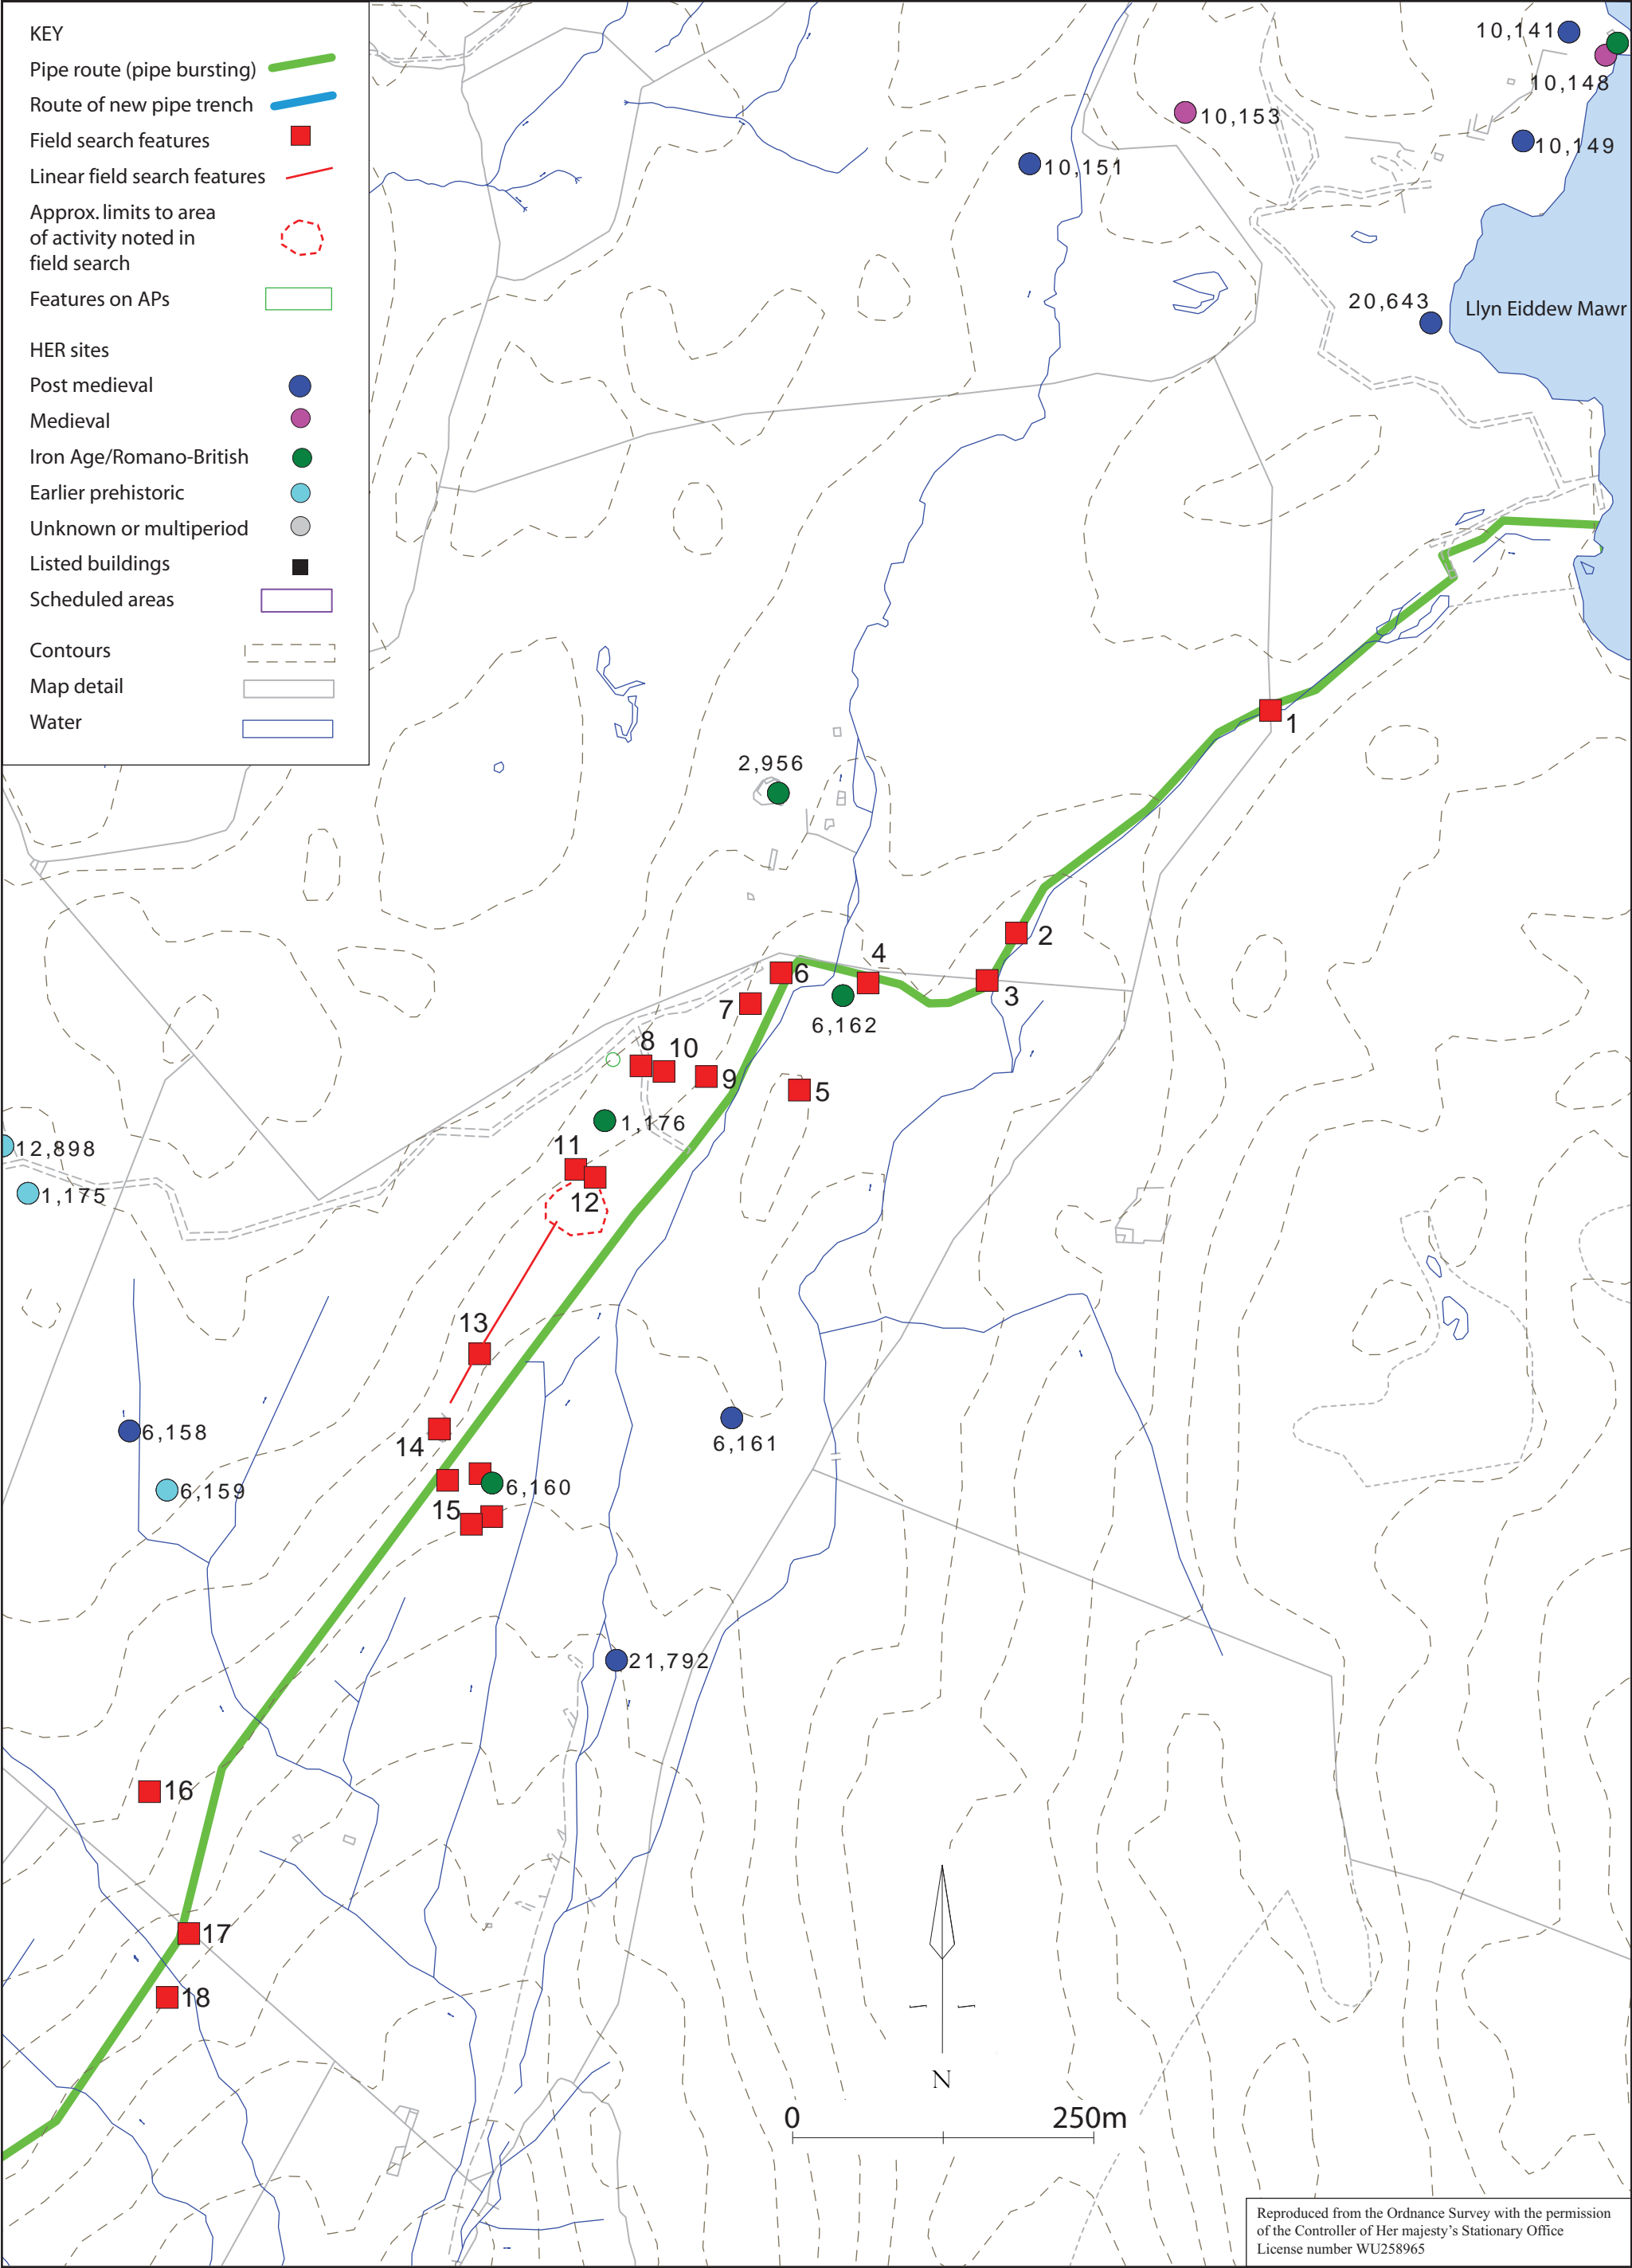 KEY
Pipe route (pipe bursting)
Route of new pipe trench
Field search features
Linear field search features
Approx. limits to area
of activity noted in
field search
Features on APs
HER sites
Post medieval
Medieval
Iron Age/Romano-British
Earlier prehistoric
Unknown or multiperiod
Listed buildings
Scheduled areas
Contours
Map detail
Water
10,141
10,148
10,153
10,149
10,151
20,643
Llyn Eiddew Mawr
1
2,956
2
4
6
3
7
6,162
8
10
9
5
1,176
12,898
11
1,175
12
13
6,158
14
6,161
6,159
6,160
15
21,792
16
17
18
N
0
250m
Reproduced from the Ordnance Survey with the permission
of the Controller of Her majesty's Stationary Office
License number WU258965